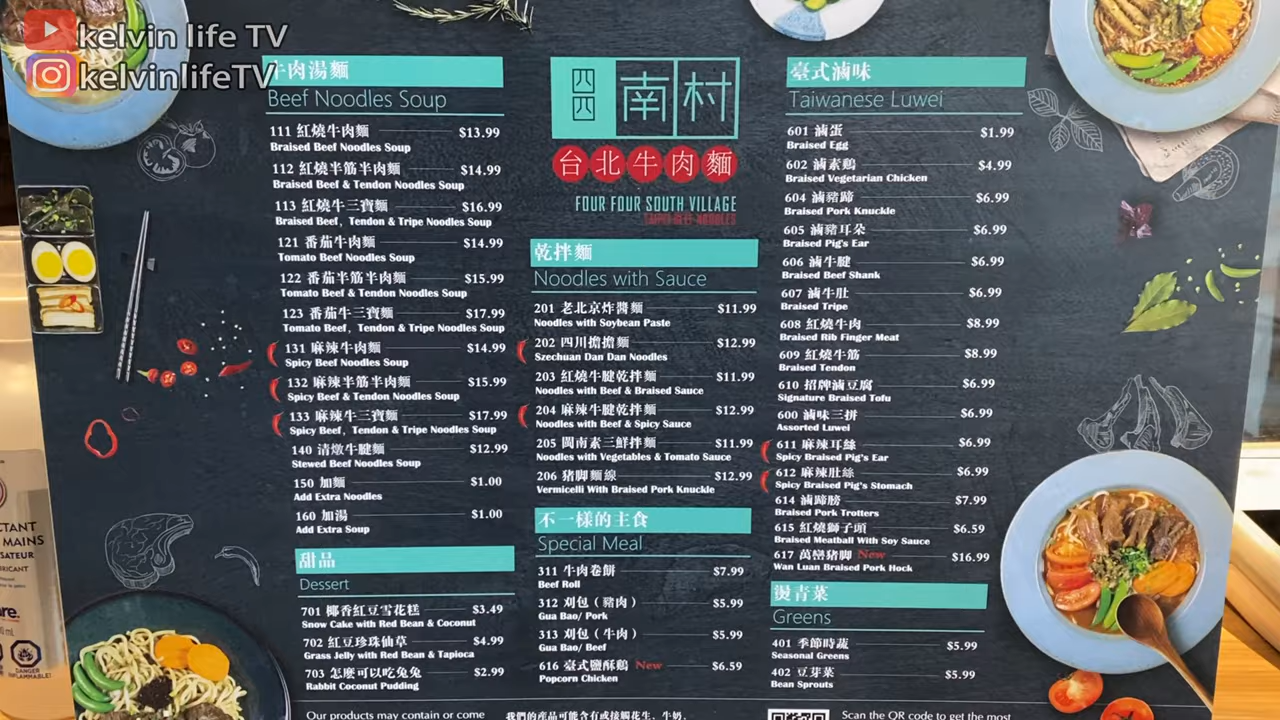 kelvin life TV
kelvinlifeTV
牛肉湯麵
Beef Noodles Soup
111 紅燒牛肉麵 $13.99
Braised Beef Noodles Soup
112 紅燒半筋半肉麵 $14.99
Braised Beef & Tendon Noodles Soup
113 紅燒牛三寶麵 $16.99
Braised Beef, Tendon & Tripe Noodles Soup
121 番茄牛肉麵 $14.99
Tomato Beef Noodles Soup
122 番茄半筋半肉麵 $15.99
Tomato Beef & Tendon Noodles Soup
123 番茄牛三寶麵 $17.99
Tomato Beef, Tendon & Tripe Noodles Soup
131 麻辣牛肉麵 $14.99
Spicy Beef Noodles Soup
132 麻辣半筋半肉麵 $15.99
Spicy Beef & Tendon Noodles Soup
133 麻辣牛三寶麵 $17.99
Spicy Beef, Tendon & Tripe Noodles Soup
140 清燉牛腱麵 $12.99
Stewed Beef Noodles Soup
150 加麵 $1.00
Add Extra Noodles
160 加湯 $1.00
Add Extra Soup
甜品
Dessert
701 椰香紅豆雪花糕 $3.49
Snow Cake with Red Bean & Coconut
702 紅豆珍珠仙草 $4.99
Grass Jelly with Red Bean & Tapioca
703 怎麼可以吃兔兔 $2.99
Rabbit Coconut Pudding
Our products may contain or come
四四南村
台北牛肉麵
FOUR FOUR SOUTH VILLAGE
TAIPEI BEEF NOODLES
乾拌麵
Noodles with Sauce
201 老北京炸醬麵 $11.99
Noodles with Soybean Paste
202 四川擔擔麵 $12.99
Szechuan Dan Dan Noodles
203 紅燒牛腱乾拌麵 $11.99
Noodles with Beef & Braised Sauce
204 麻辣牛腱乾拌麵 $12.99
Noodles with Beef & Spicy Sauce
205 閩南素三鮮拌麵 $11.99
Noodles with Vegetables & Tomato Sauce
206 猪脚麵線 $12.99
Vermicelli With Braised Pork Knuckle
不一樣的主食
Special Meal
311 牛肉卷餅 $7.99
Beef Roll
312 刈包（豬肉） $5.99
Gua Bao/ Pork
313 刈包（牛肉） $5.99
Gua Bao/ Beef
616 臺式鹽酥鷄 New $6.59
Popcorn Chicken
我們的產品可能含有或接觸花生，牛奶，
臺式滷味
Taiwanese Luwei
601 滷蛋 $1.99
Braised Egg
602 滷素鷄 $4.99
Braised Vegetarian Chicken
604 滷豬蹄 $6.99
Braised Pork Knuckle
605 滷豬耳朵 $6.99
Braised Pig's Ear
606 滷牛腱 $6.99
Braised Beef Shank
607 滷牛肚 $6.99
Braised Tripe
608 紅燒牛肉 $8.99
Braised Rib Finger Meat
609 紅燒牛筋 $8.99
Braised Tendon
610 招牌滷豆腐 $6.99
Signature Braised Tofu
600 滷味三拼 $6.99
Assorted Luwei
611 麻辣耳絲 $6.99
Spicy Braised Pig's Ear
612 麻辣肚絲 $6.99
Spicy Braised Pig's Stomach
614 滷蹄膀 $7.99
Braised Pork Trotters
615 紅燒獅子頭 $6.59
Braised Meatball With Soy Sauce
617 萬巒猪脚 New $16.99
Wan Luan Braised Pork Hock
燙青菜
Greens
401 季節時蔬 $5.99
Seasonal Greens
402 豆芽菜 $5.99
Bean Sprouts
Scan the QR code to get the most
MAINS
DANGER